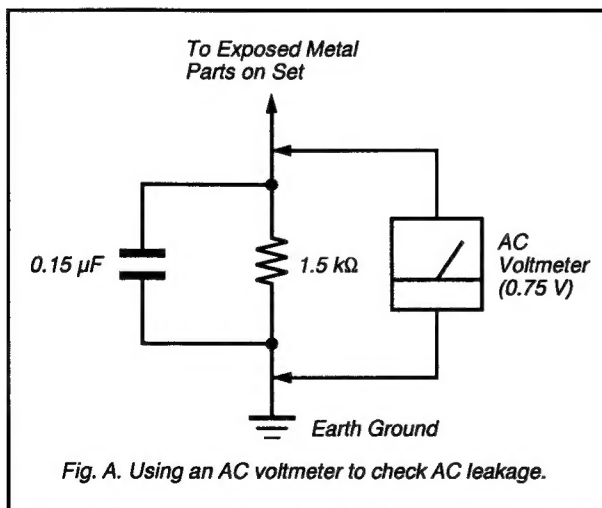 To Exposed Metal
Parts on Set
0.15 µF
1.5 kΩ
AC
Voltmeter
(0.75 V)
Earth Ground
Fig. A. Using an AC voltmeter to check AC leakage.